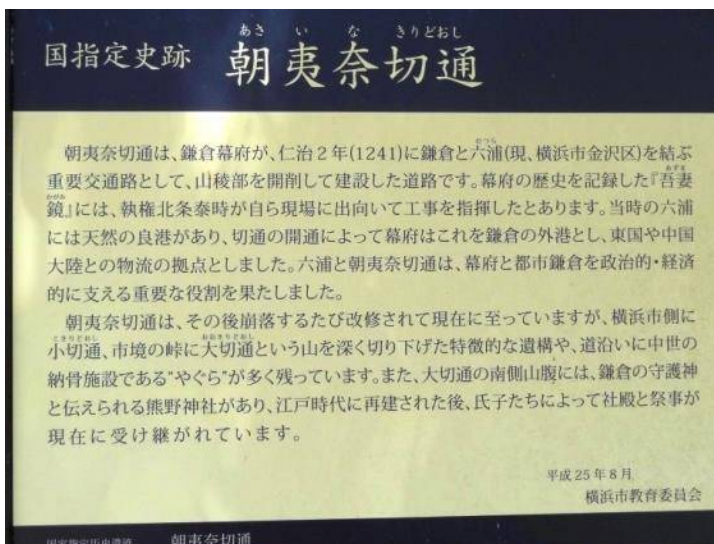 あさ い な きりどおし
国指定史跡 朝夷奈切通
朝夷奈切通は、鎌倉幕府が、仁治2年(1241)に鎌倉と六浦(現、横浜市金沢区)を結ぶ
重要交通路として、山稜部を開削して建設した道路です。幕府の歴史を記録した『吾妻
鏡』には、執権北条泰時が自ら現場に出向いて工事を指揮したとあります。当時の六浦
には天然の良港があり、切通の開通によって幕府はこれを鎌倉の外港とし、東国や中国
大陸との物流の拠点としました。六浦と朝夷奈切通は、幕府と都市鎌倉を政治的・経済
的に支える重要な役割を果たしました。
朝夷奈切通は、その後崩落するたび改修されて現在に至っていますが、横浜市側に
小切通、市境の峠に大切通という山を深く切り下げた特徴的な遺構や、道沿いに中世の
納骨施設である"やぐら"が多く残っています。また、大切通の南側山腹には、鎌倉の守護神
と伝えられる熊野神社があり、江戸時代に再建された後、氏子たちによって社殿と祭事が
現在に受け継がれています。
平成25年8月
横浜市教育委員会
朝夷奈切通